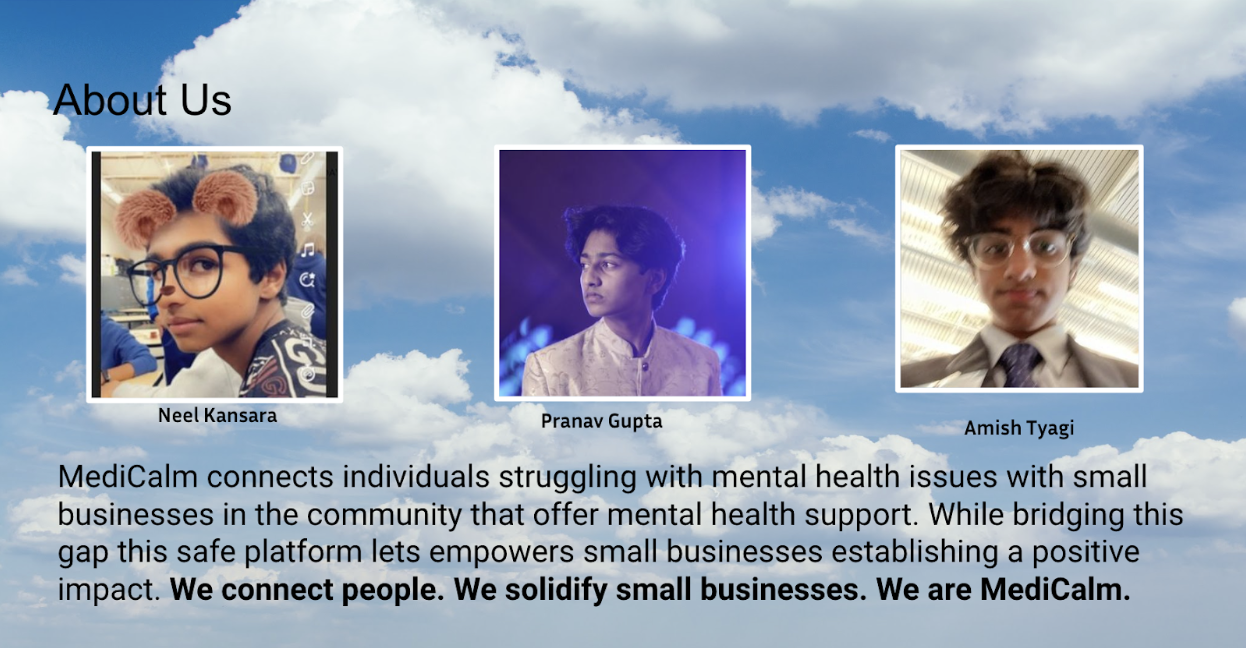 About Us
Neel Kansara
Pranav Gupta
Amish Tyagi
MediCalm connects individuals struggling with mental health issues with small
businesses in the community that offer mental health support. While bridging this
gap this safe platform lets empowers small businesses establishing a positive
impact. We connect people. We solidify small businesses. We are MediCalm.